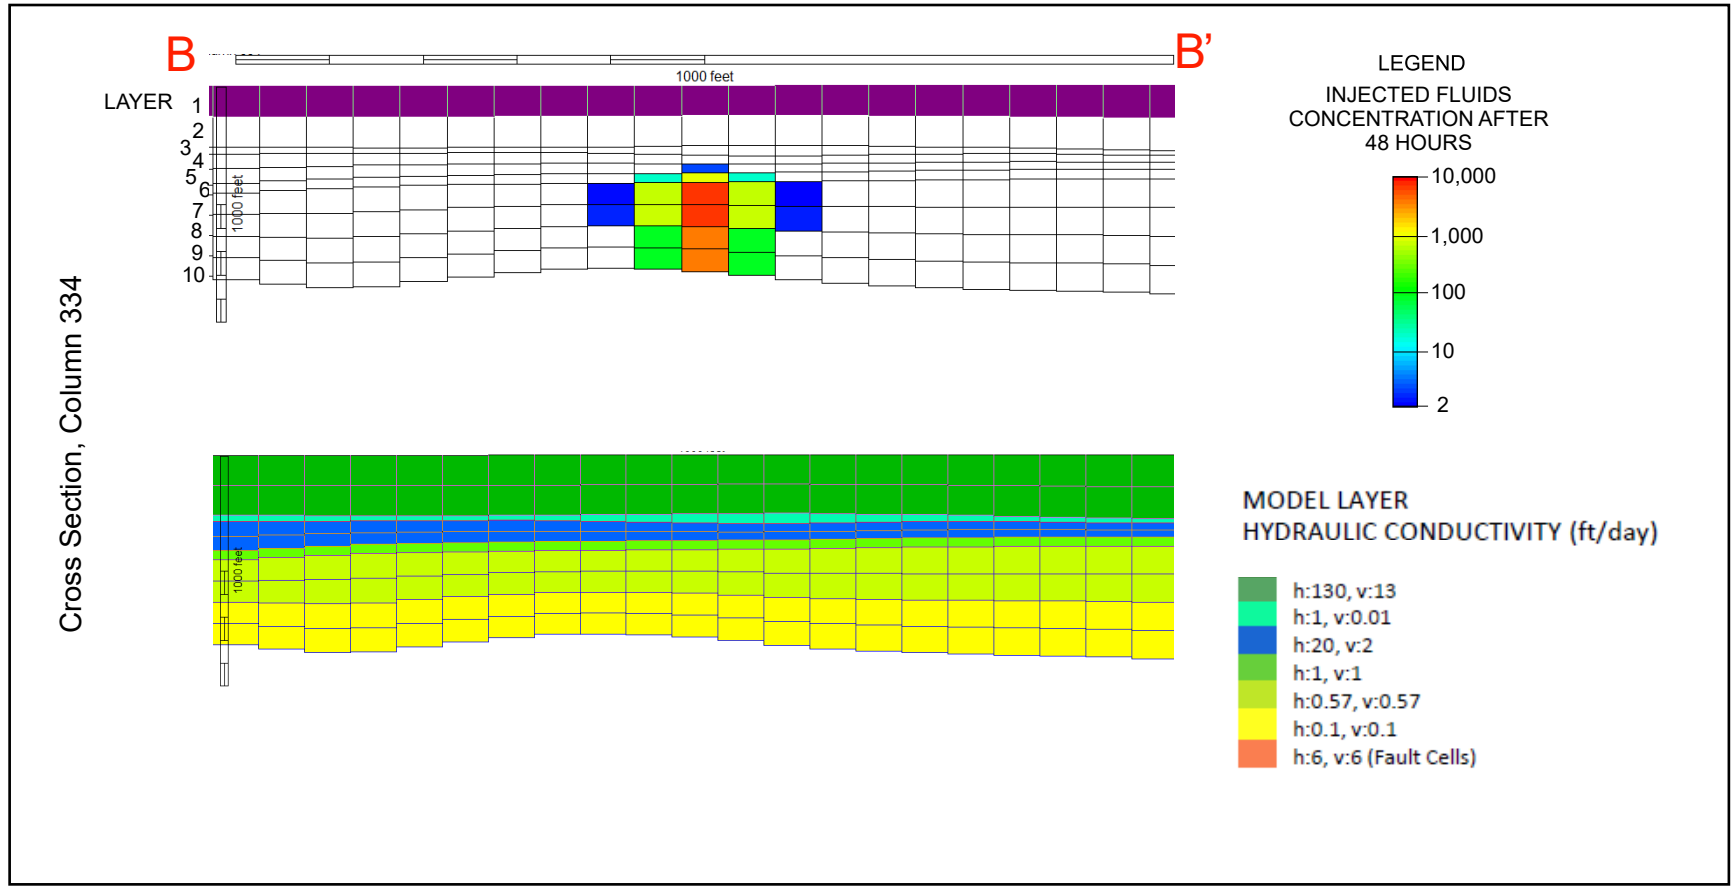 B
B’
1000 feet
LAYER 1
2
3
4
5
6
7
8
9
10
1000 feet
Cross Section, Column 334
1000 feet
LEGEND
INJECTED FLUIDS
CONCENTRATION AFTER
48 HOURS
10,000
1,000
100
10
2
MODEL LAYER
HYDRAULIC CONDUCTIVITY (ft/day)
h:130, v:13
h:1, v:0.01
h:20, v:2
h:1, v:1
h:0.57, v:0.57
h:0.1, v:0.1
h:6, v:6 (Fault Cells)